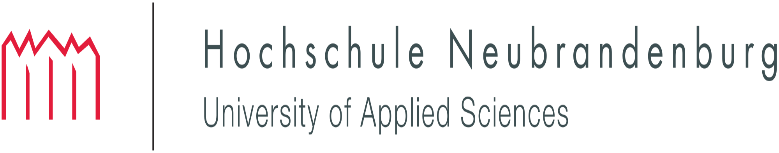 Hochschule Neubrandenburg
University of Applied Sciences